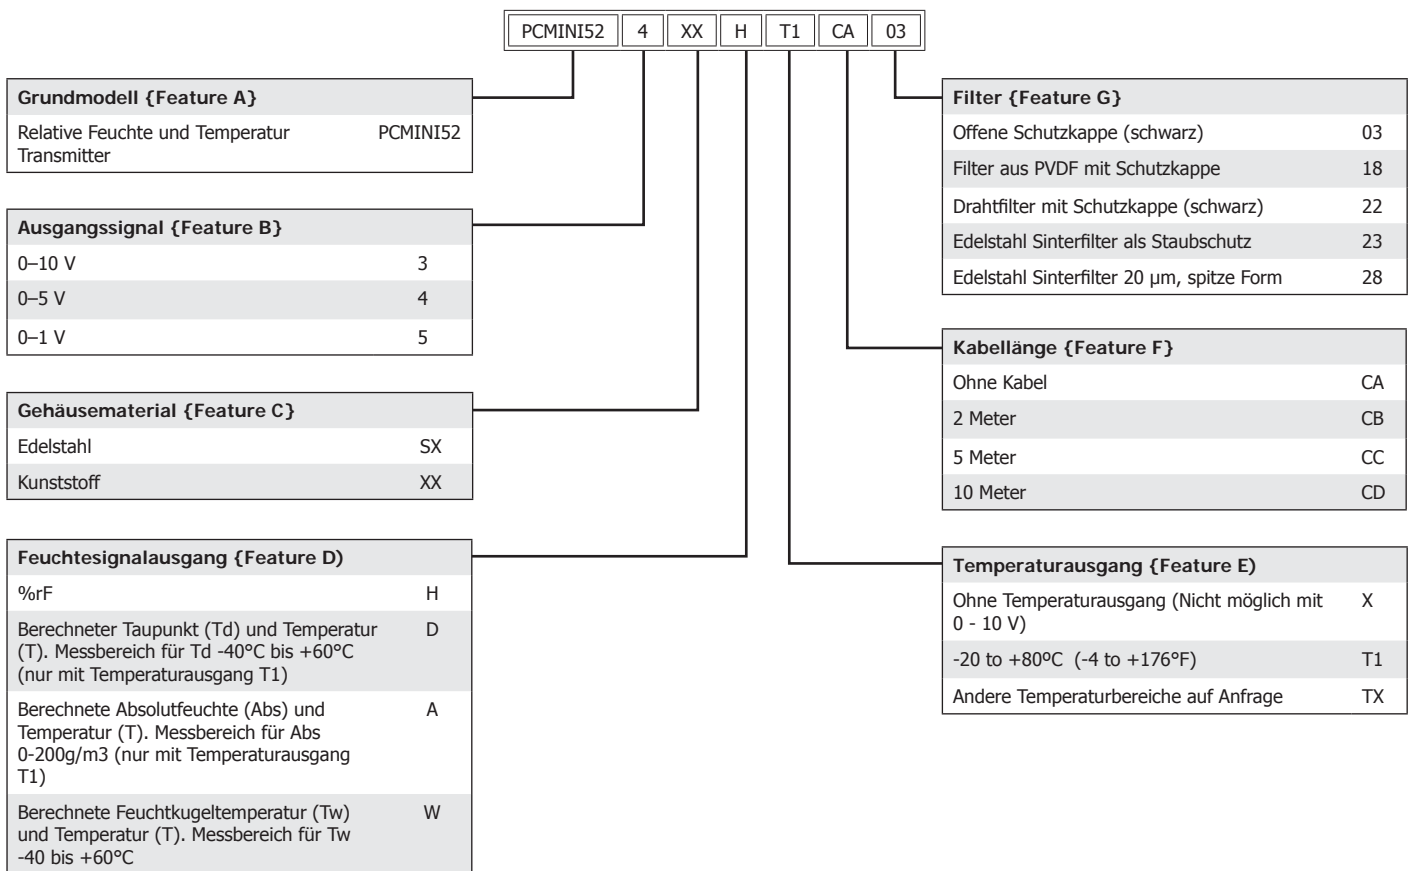 PCMINI52 4 XX H T1 CA 03
Grundmodell {Feature A}
Relative Feuchte und Temperatur PCMINI52
Transmitter
Ausgangssignal {Feature B}
0–10 V 3
0–5 V 4
0–1 V 5
Gehäusematerial {Feature C}
Edelstahl SX
Kunststoff XX
Feuchtesignalausgang {Feature D)
%rF H
Berechneter Taupunkt (Td) und Temperatur D
(T). Messbereich für Td -40°C bis +60°C
(nur mit Temperaturausgang T1)
Berechnete Absolutfeuchte (Abs) und A
Temperatur (T). Messbereich für Abs
0-200g/m3 (nur mit Temperaturausgang
T1)
Berechnete Feuchtkugeltemperatur (Tw) W
und Temperatur (T). Messbereich für Tw
-40 bis +60°C
Filter {Feature G}
Offene Schutzkappe (schwarz) 03
Filter aus PVDF mit Schutzkappe 18
Drahtfilter mit Schutzkappe (schwarz) 22
Edelstahl Sinterfilter als Staubschutz 23
Edelstahl Sinterfilter 20 µm, spitze Form 28
Kabellänge {Feature F}
Ohne Kabel CA
2 Meter CB
5 Meter CC
10 Meter CD
Temperaturausgang {Feature E)
Ohne Temperaturausgang (Nicht möglich mit X
0 - 10 V)
-20 to +80ºC (-4 to +176°F) T1
Andere Temperaturbereiche auf Anfrage TX